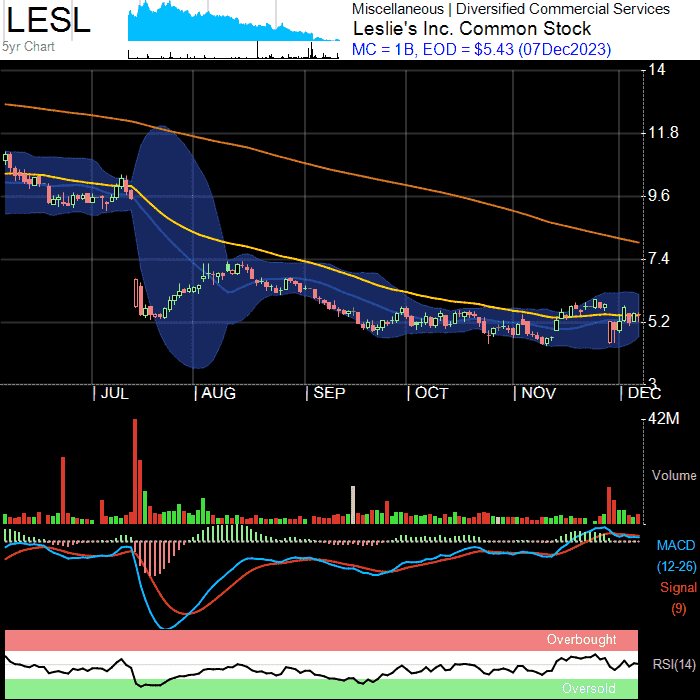 LESL
5yr Chart
Miscellaneous | Diversified Commercial Services
Leslie's Inc. Common Stock
MC = 1B, EOD = $5.43 (07Dec2023)
14
11.8
9.6
7.4
5.2
3
JUL AUG SEP OCT NOV DEC
42M
Volume
MACD
(12-26)
Signal
(9)
Overbought
RSI(14)
Oversold